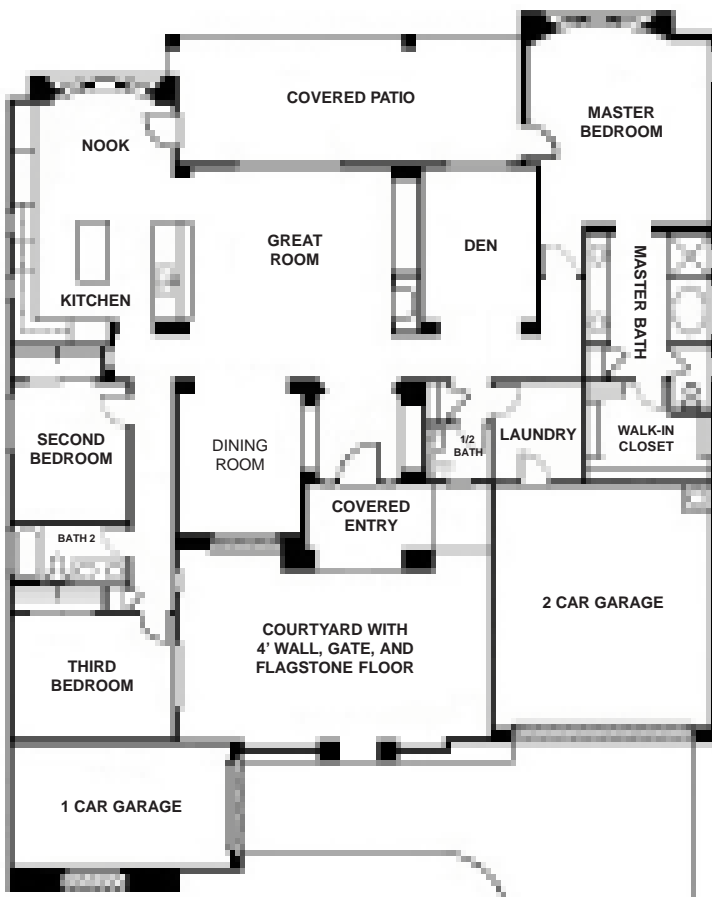 COVERED PATIO
MASTER
BEDROOM
NOOK
GREAT
ROOM
DEN
KITCHEN
MASTER BATH
SECOND
BEDROOM
DINING
ROOM
1/2
BATH
LAUNDRY
WALK-IN
CLOSET
COVERED
ENTRY
BATH 2
2 CAR GARAGE
COURTYARD WITH
4' WALL, GATE, AND
FLAGSTONE FLOOR
THIRD
BEDROOM
1 CAR GARAGE